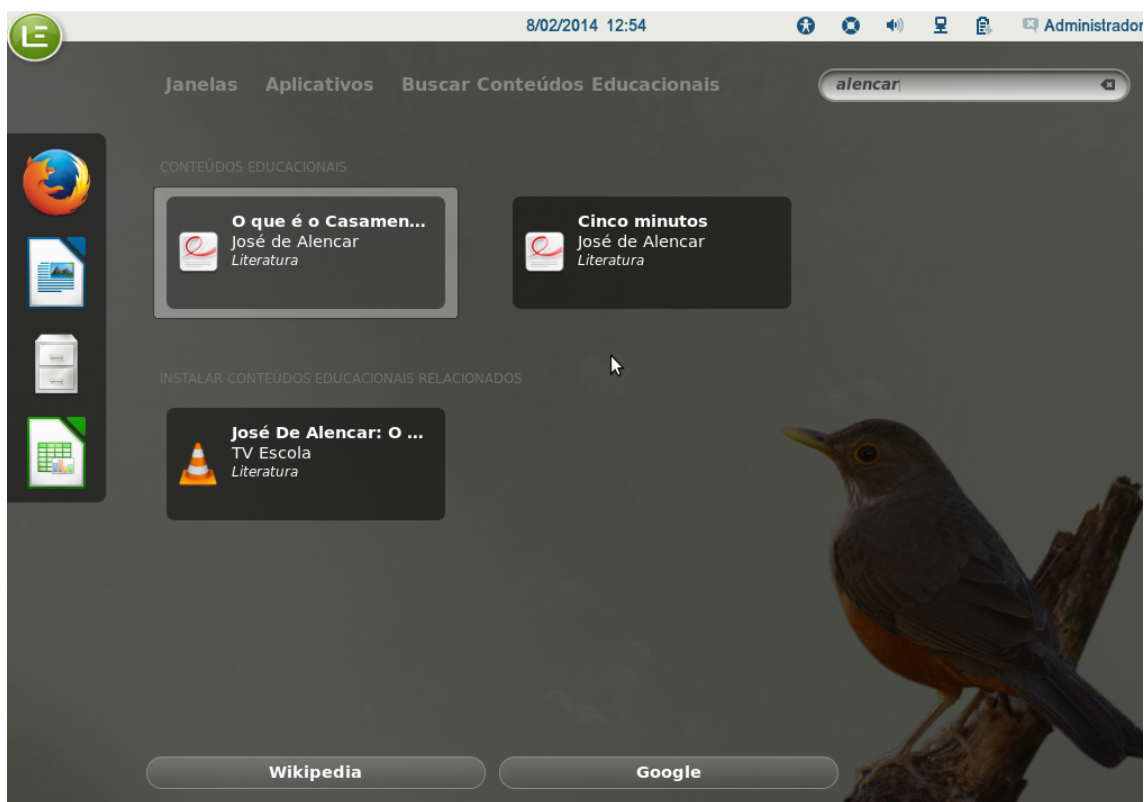 LE
8/02/2014 12:54
Administrador
Janelas Aplicativos Buscar Conteúdos Educacionais
alencar
CONTEÚDOS EDUCACIONAIS
O que é o Casamen...
José de Alencar
Literatura
Cinco minutos
José de Alencar
Literatura
INSTALAR CONTEÚDOS EDUCACIONAIS RELACIONADOS
José De Alencar: O ...
TV Escola
Literatura
Wikipedia
Google